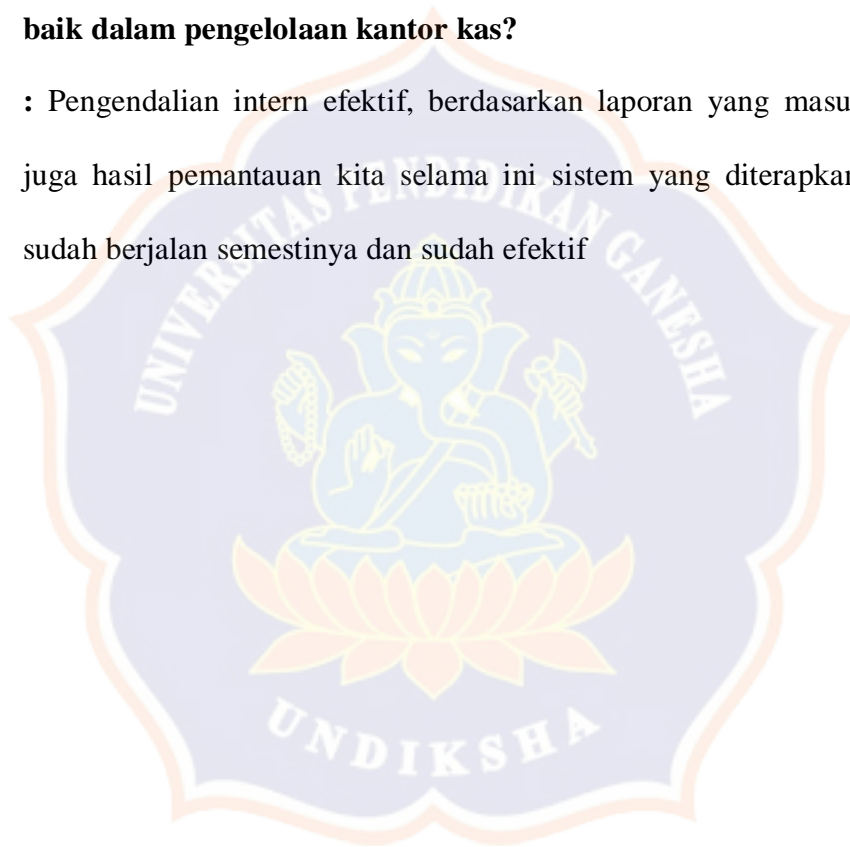 baik dalam pengelolaan kantor kas?
: Pengendalian intern efektif, berdasarkan laporan yang masu
juga hasil pemantauan kita selama ini sistem yang diterapkan
sudah berjalan semestinya dan sudah efektif
UNIVERSITAS PENDIDIKAN GANESHA
UNDIKSHA